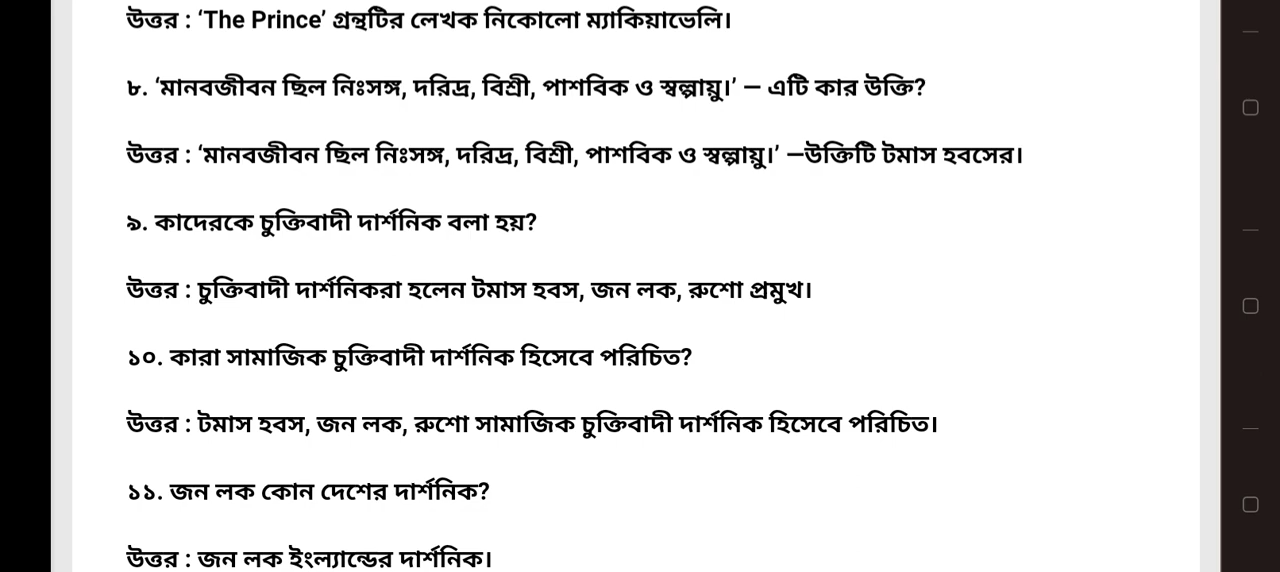 উত্তর : ‘The Prince’ গ্রন্থটির লেখক নিকোলো ম্যাকিয়াভেলি।
৮. ‘মানবজীবন ছিল নিঃসঙ্গ, দরিদ্র, বিশ্রী, পাশবিক ও স্বল্পায়ু।’ – এটি কার উক্তি?
উত্তর : ‘মানবজীবন ছিল নিঃসঙ্গ, দরিদ্র, বিশ্রী, পাশবিক ও স্বল্পায়ু।’ –উক্তিটি টমাস হবসের।
৯. কাদেরকে চুক্তিবাদী দার্শনিক বলা হয়?
উত্তর : চুক্তিবাদী দার্শনিকরা হলেন টমাস হবস, জন লক, রুশো প্রমুখ।
১০. কারা সামাজিক চুক্তিবাদী দার্শনিক হিসেবে পরিচিত?
উত্তর : টমাস হবস, জন লক, রুশো সামাজিক চুক্তিবাদী দার্শনিক হিসেবে পরিচিত।
১১. জন লক কোন দেশের দার্শনিক?
উত্তর : জন লক ইংল্যান্ডের দার্শনিক।